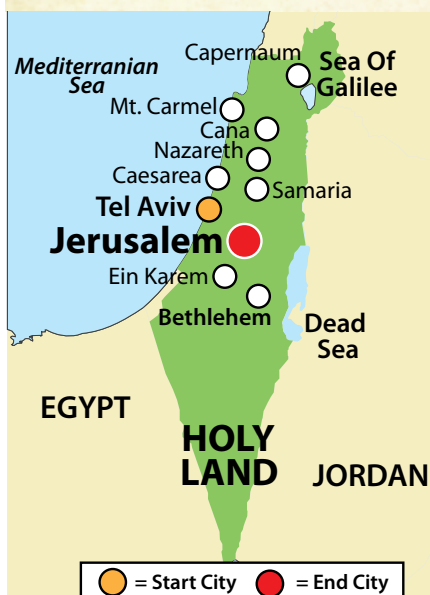 Capernaum
Mediterranian
Sea
Sea Of
Galilee
Mt. Carmel
Cana
Nazareth
Caesarea
Samaria
Tel Aviv
Jerusalem
Ein Karem
Bethlehem
Dead
Sea
EGYPT
HOLY
LAND
JORDAN
= Start City = End City